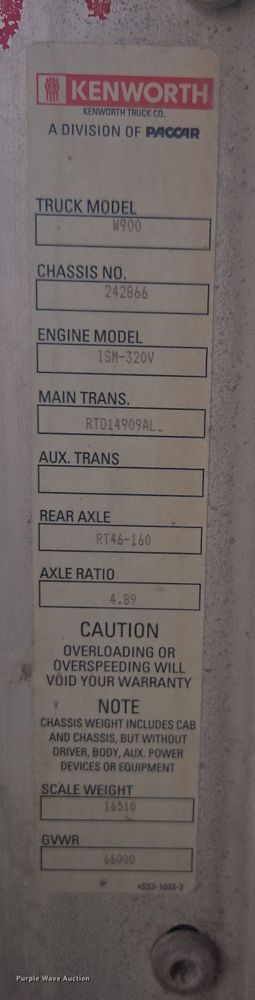 KENWORTH
KENWORTH TRUCK CO.
A DIVISION OF PACCAR
TRUCK MODEL
W900
CHASSIS NO.
242866
ENGINE MODEL
ISM-320V
MAIN TRANS.
RTO14909AL
AUX. TRANS
REAR AXLE
RT46-160
AXLE RATIO
4.89
CAUTION
OVERLOADING OR
OVERSPEEDING WILL
VOID YOUR WARRANTY
NOTE
CHASSIS WEIGHT INCLUDES CAB
AND CHASSIS, BUT WITHOUT
DRIVER, BODY, AUX. POWER
DEVICES OR EQUIPMENT
SCALE WEIGHT
16510
GVWR
66000
*S53-1093-2
Purple Wave Auction